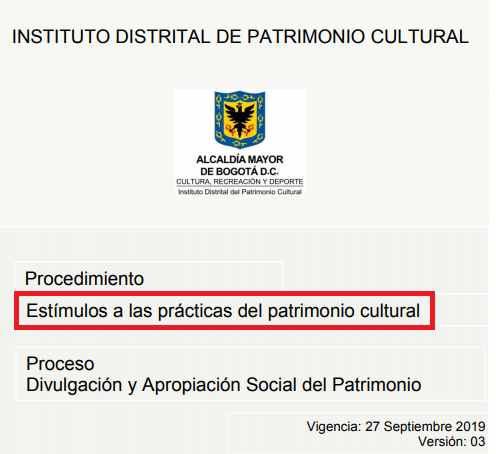 INSTITUTO DISTRITAL DE PATRIMONIO CULTURAL
ALCALDÍA MAYOR
DE BOGOTÁ D.C.
CULTURA, RECREACIÓN Y DEPORTE
Instituto Distrital del Patrimonio Cultural
Procedimiento
Estímulos a las prácticas del patrimonio cultural
Proceso
Divulgación y Apropiación Social del Patrimonio
Vigencia: 27 Septiembre 2019
Versión: 03